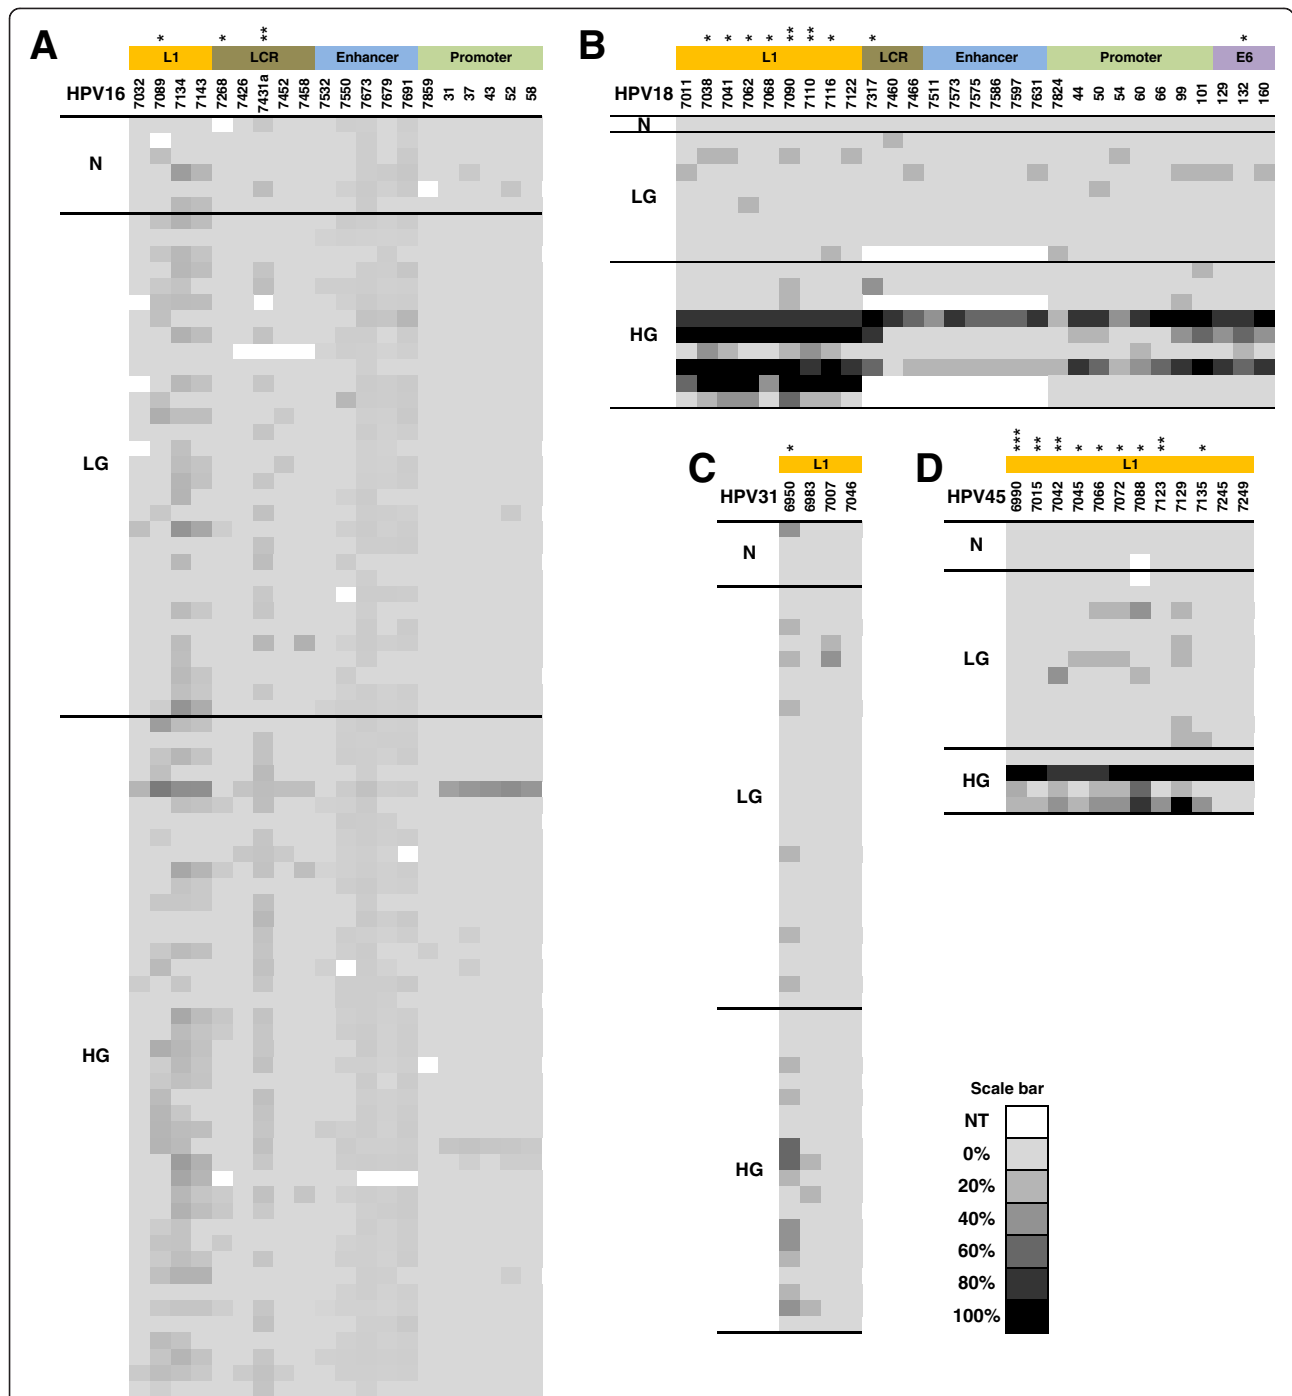 A
* * **
L1 LCR Enhancer Promoter
HPV16 7032 7089 7134 7143 7268 7426 7431a 7452 7458 7532 7550 7673 7679 7691 7859 31 37 43 52 58
N
LG
HG
B
* * * * ** ** * * *
L1 LCR Enhancer Promoter E6
HPV18 7011 7038 7041 7062 7068 7090 7110 7116 7122 7317 7460 7466 7511 7573 7575 7586 7597 7631 7824 44 50 54 60 66 99 101 129 132 160
N
LG
HG
C
*
L1
HPV31 6950 6983 7007 7046
N
LG
HG
D
*** ** ** * * * * ** *
L1
HPV45 6990 7015 7042 7045 7066 7072 7088 7123 7129 7135 7245 7249
N
LG
HG
Scale bar
NT
0%
20%
40%
60%
80%
100%